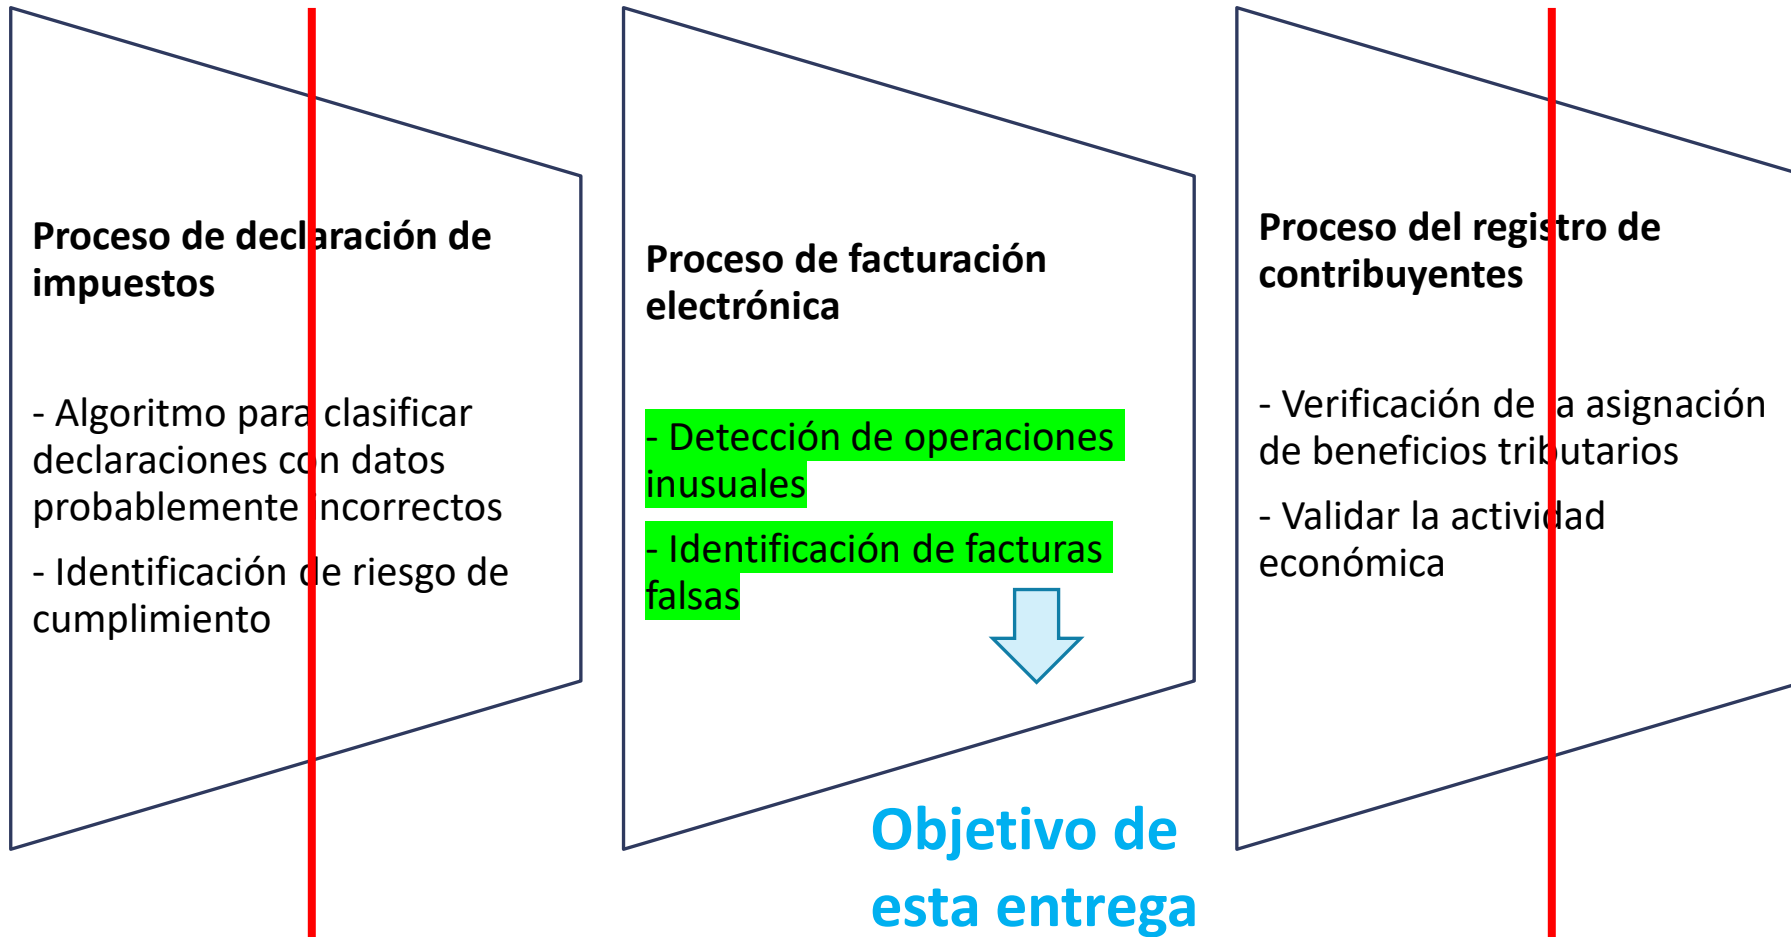 Proceso de declaración de
impuestos
- Algoritmo para clasificar
declaraciones con datos
probablemente incorrectos
- Identificación de riesgo de
cumplimiento
Proceso de facturación
electrónica
- Detección de operaciones
inusuales
- Identificación de facturas
falsas
Objetivo de
esta entrega
Proceso del registro de
contribuyentes
- Verificación de la asignación
de beneficios tributarios
- Validar la actividad
económica